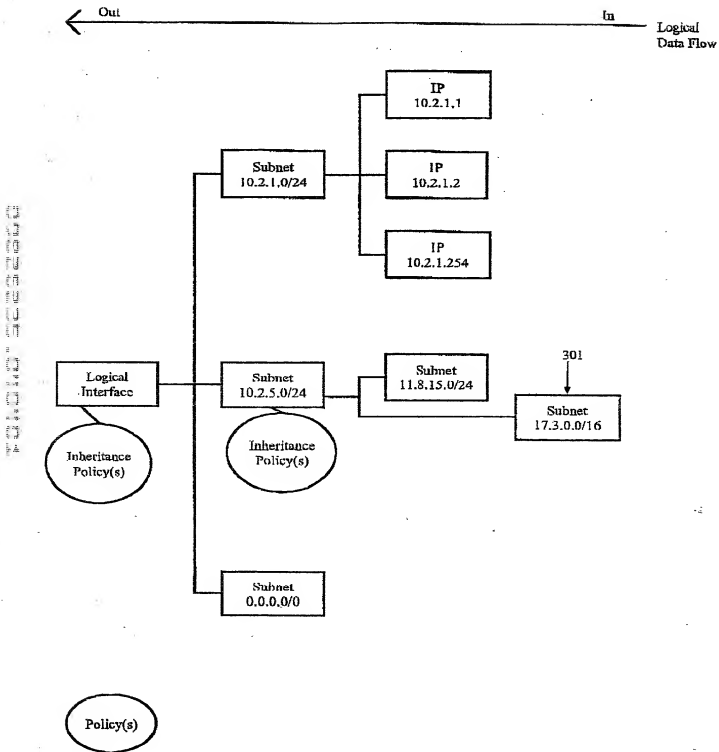 Out
In
Logical
Data Flow
IP
10.2.1.1
Subnet
10.2.1.0/24
IP
10.2.1.2
IP
10.2.1.254
Logical
Interface
Inheritance
Policy(s)
Subnet
10.2.5.0/24
Inheritance
Policy(s)
Subnet
11.8.15.0/24
301
Subnet
17.3.0.0/16
Subnet
0.0.0.0/0
Policy(s)